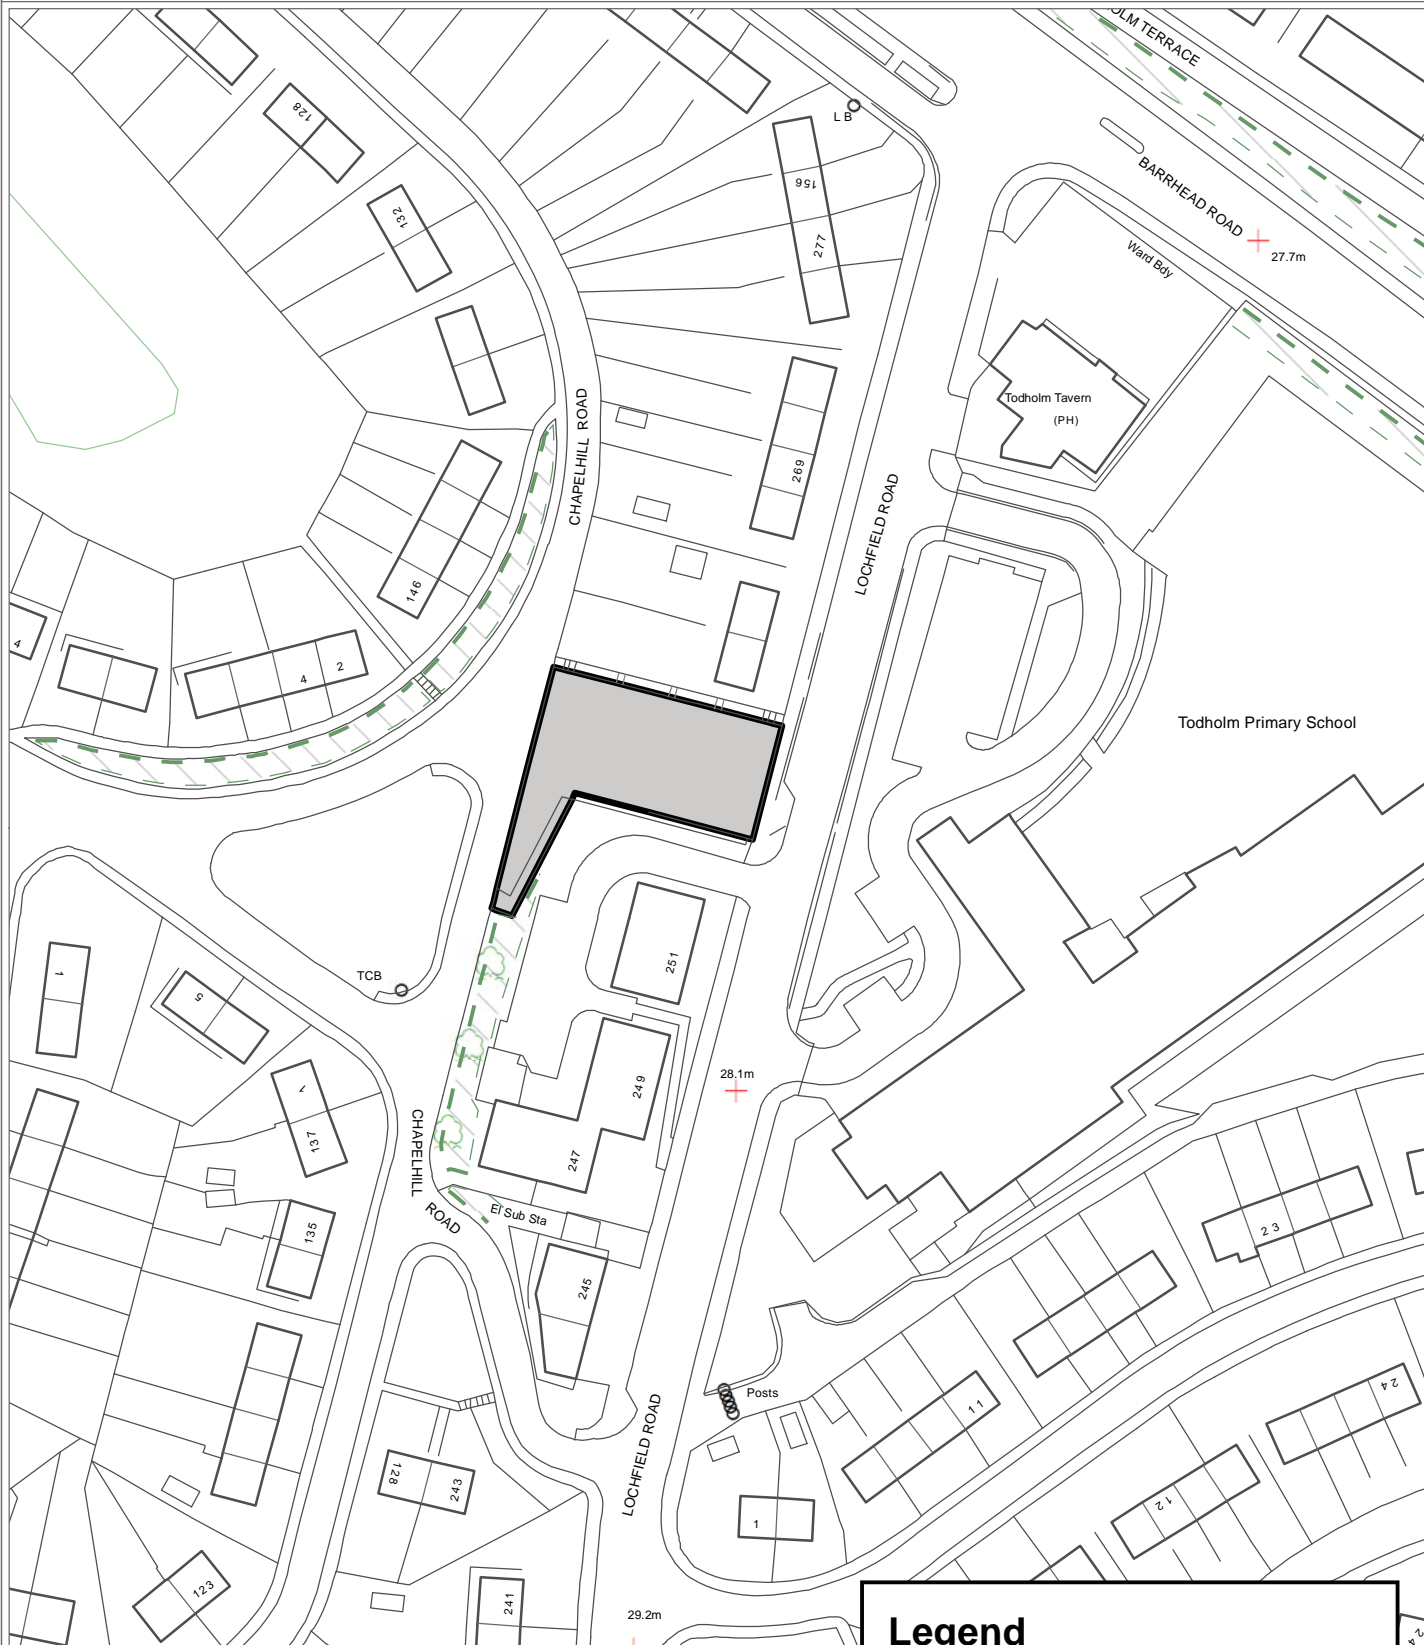 OLM TERRACE
128
L B
BARRHEAD ROAD
27.7m
156
132
277
Ward Bdy
Todholm Tavern
(PH)
CHAPELHILL ROAD
269
LOCHFIELD ROAD
146
4
2
4
Todholm Primary School
TCB
1
5
251
28.1m
1
137
249
CHAPELHILL
ROAD
247
El Sub Sta
135
245
23
Posts
LOCHFIELD ROAD
11
24
128
243
12
1
123
241
29.2m
Legend